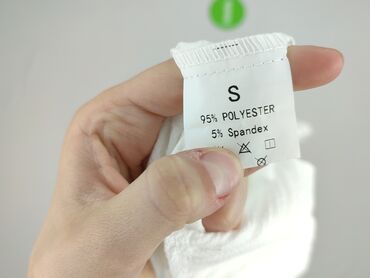 S
95% POLYESTER
5% Spandex